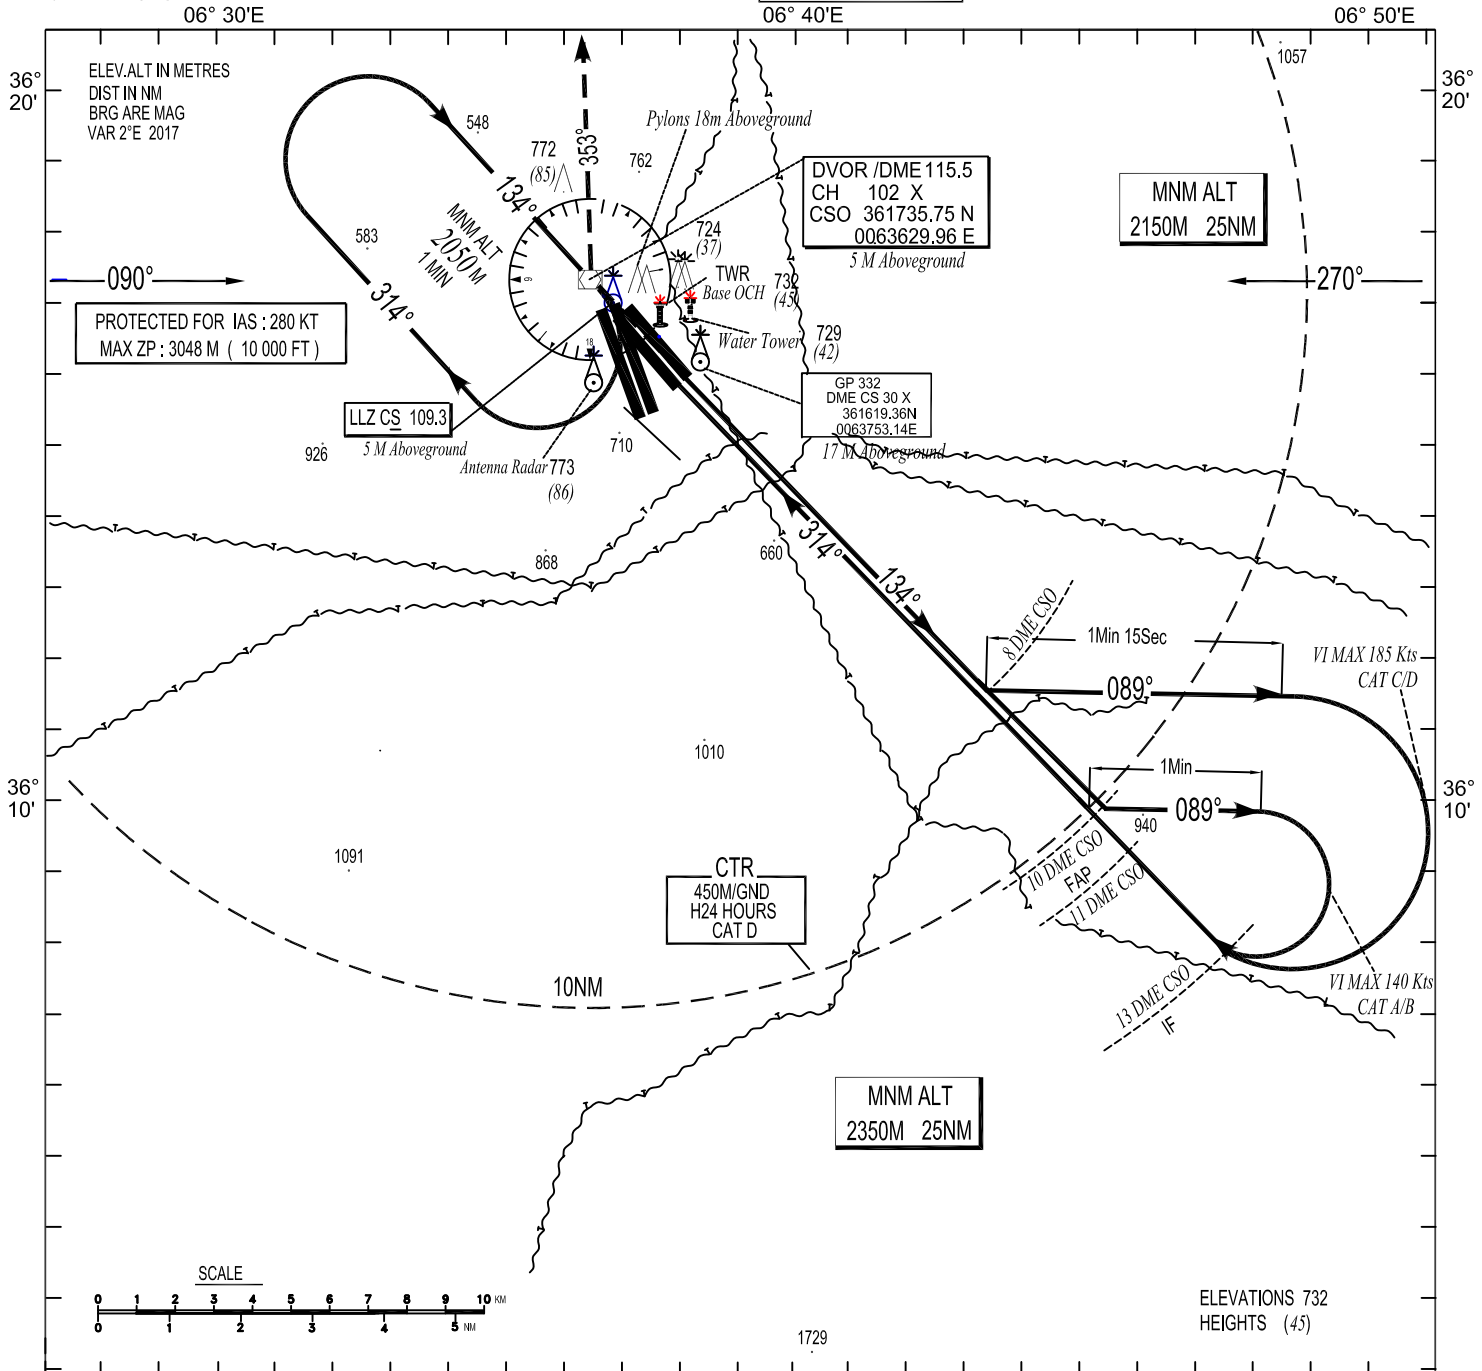 06° 30'E
06° 40'E
06° 50'E
36°
20'
36°
20'
ELEV.ALT IN METRES
DIST IN NM
BRG ARE MAG
VAR 2°E 2017
1057
548
Pylons 18m Aboveground
353°
772
(85)
762
134°
DVOR /DME 115.5
CH 102 X
CSO 361735.75 N
0063629.96 E
5 M Aboveground
MNM ALT
2150M 25NM
MNM ALT
2050M
1 MIN
583
724
(37)
TWR
Base OCH
732
(45)
9
090°
270°
314°
PROTECTED FOR IAS : 280 KT
MAX ZP : 3048 M ( 10 000 FT )
Water Tower
729
(42)
18
GP 332
DME CS 30 X
361619.36N
0063753.14E
17 M Aboveground
LLZ CS 109.3
5 M Aboveground
926
710
Antenna Radar 773
(86)
868
660
314°
134°
8 DME CSO
1Min 15Sec
VI MAX 185 Kts
CAT C/D
089°
1010
1Min
36°
10'
36°
10'
089°
940
1091
10 DME CSO
FAP
11 DME CSO
CTR
450M/GND
H24 HOURS
CAT D
10NM
13 DME CSO
IF
VI MAX 140 Kts
CAT A/B
MNM ALT
2350M 25NM
SCALE
0 1 2 3 4 5 6 7 8 9 10 KM
0 1 2 3 4 5 NM
ELEVATIONS 732
HEIGHTS (45)
1729